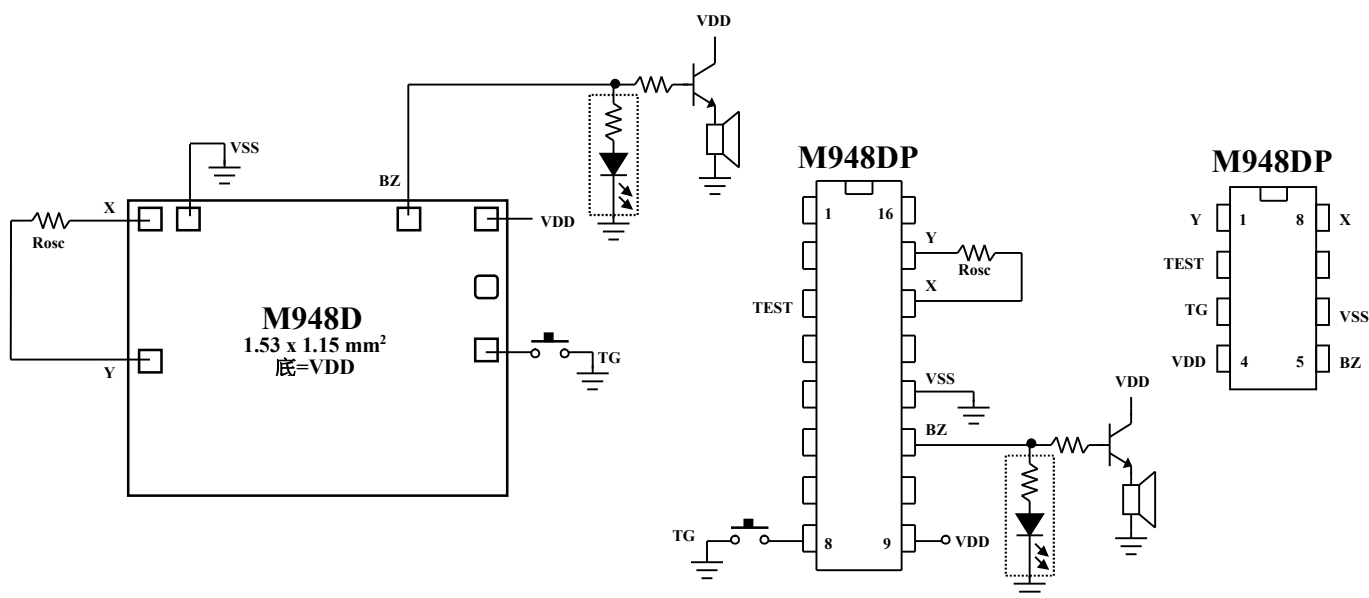 VDD
VSS
BZ
X
Rosc
VDD
M948D
1.53 x 1.15 mm²
底=VDD
TG
Y
M948DP
1 16
Y
Rosc
X
TEST
VSS
BZ
VDD
TG
8 9
VDD
M948DP
Y 1 8 X
TEST
TG
VSS
VDD 4 5 BZ